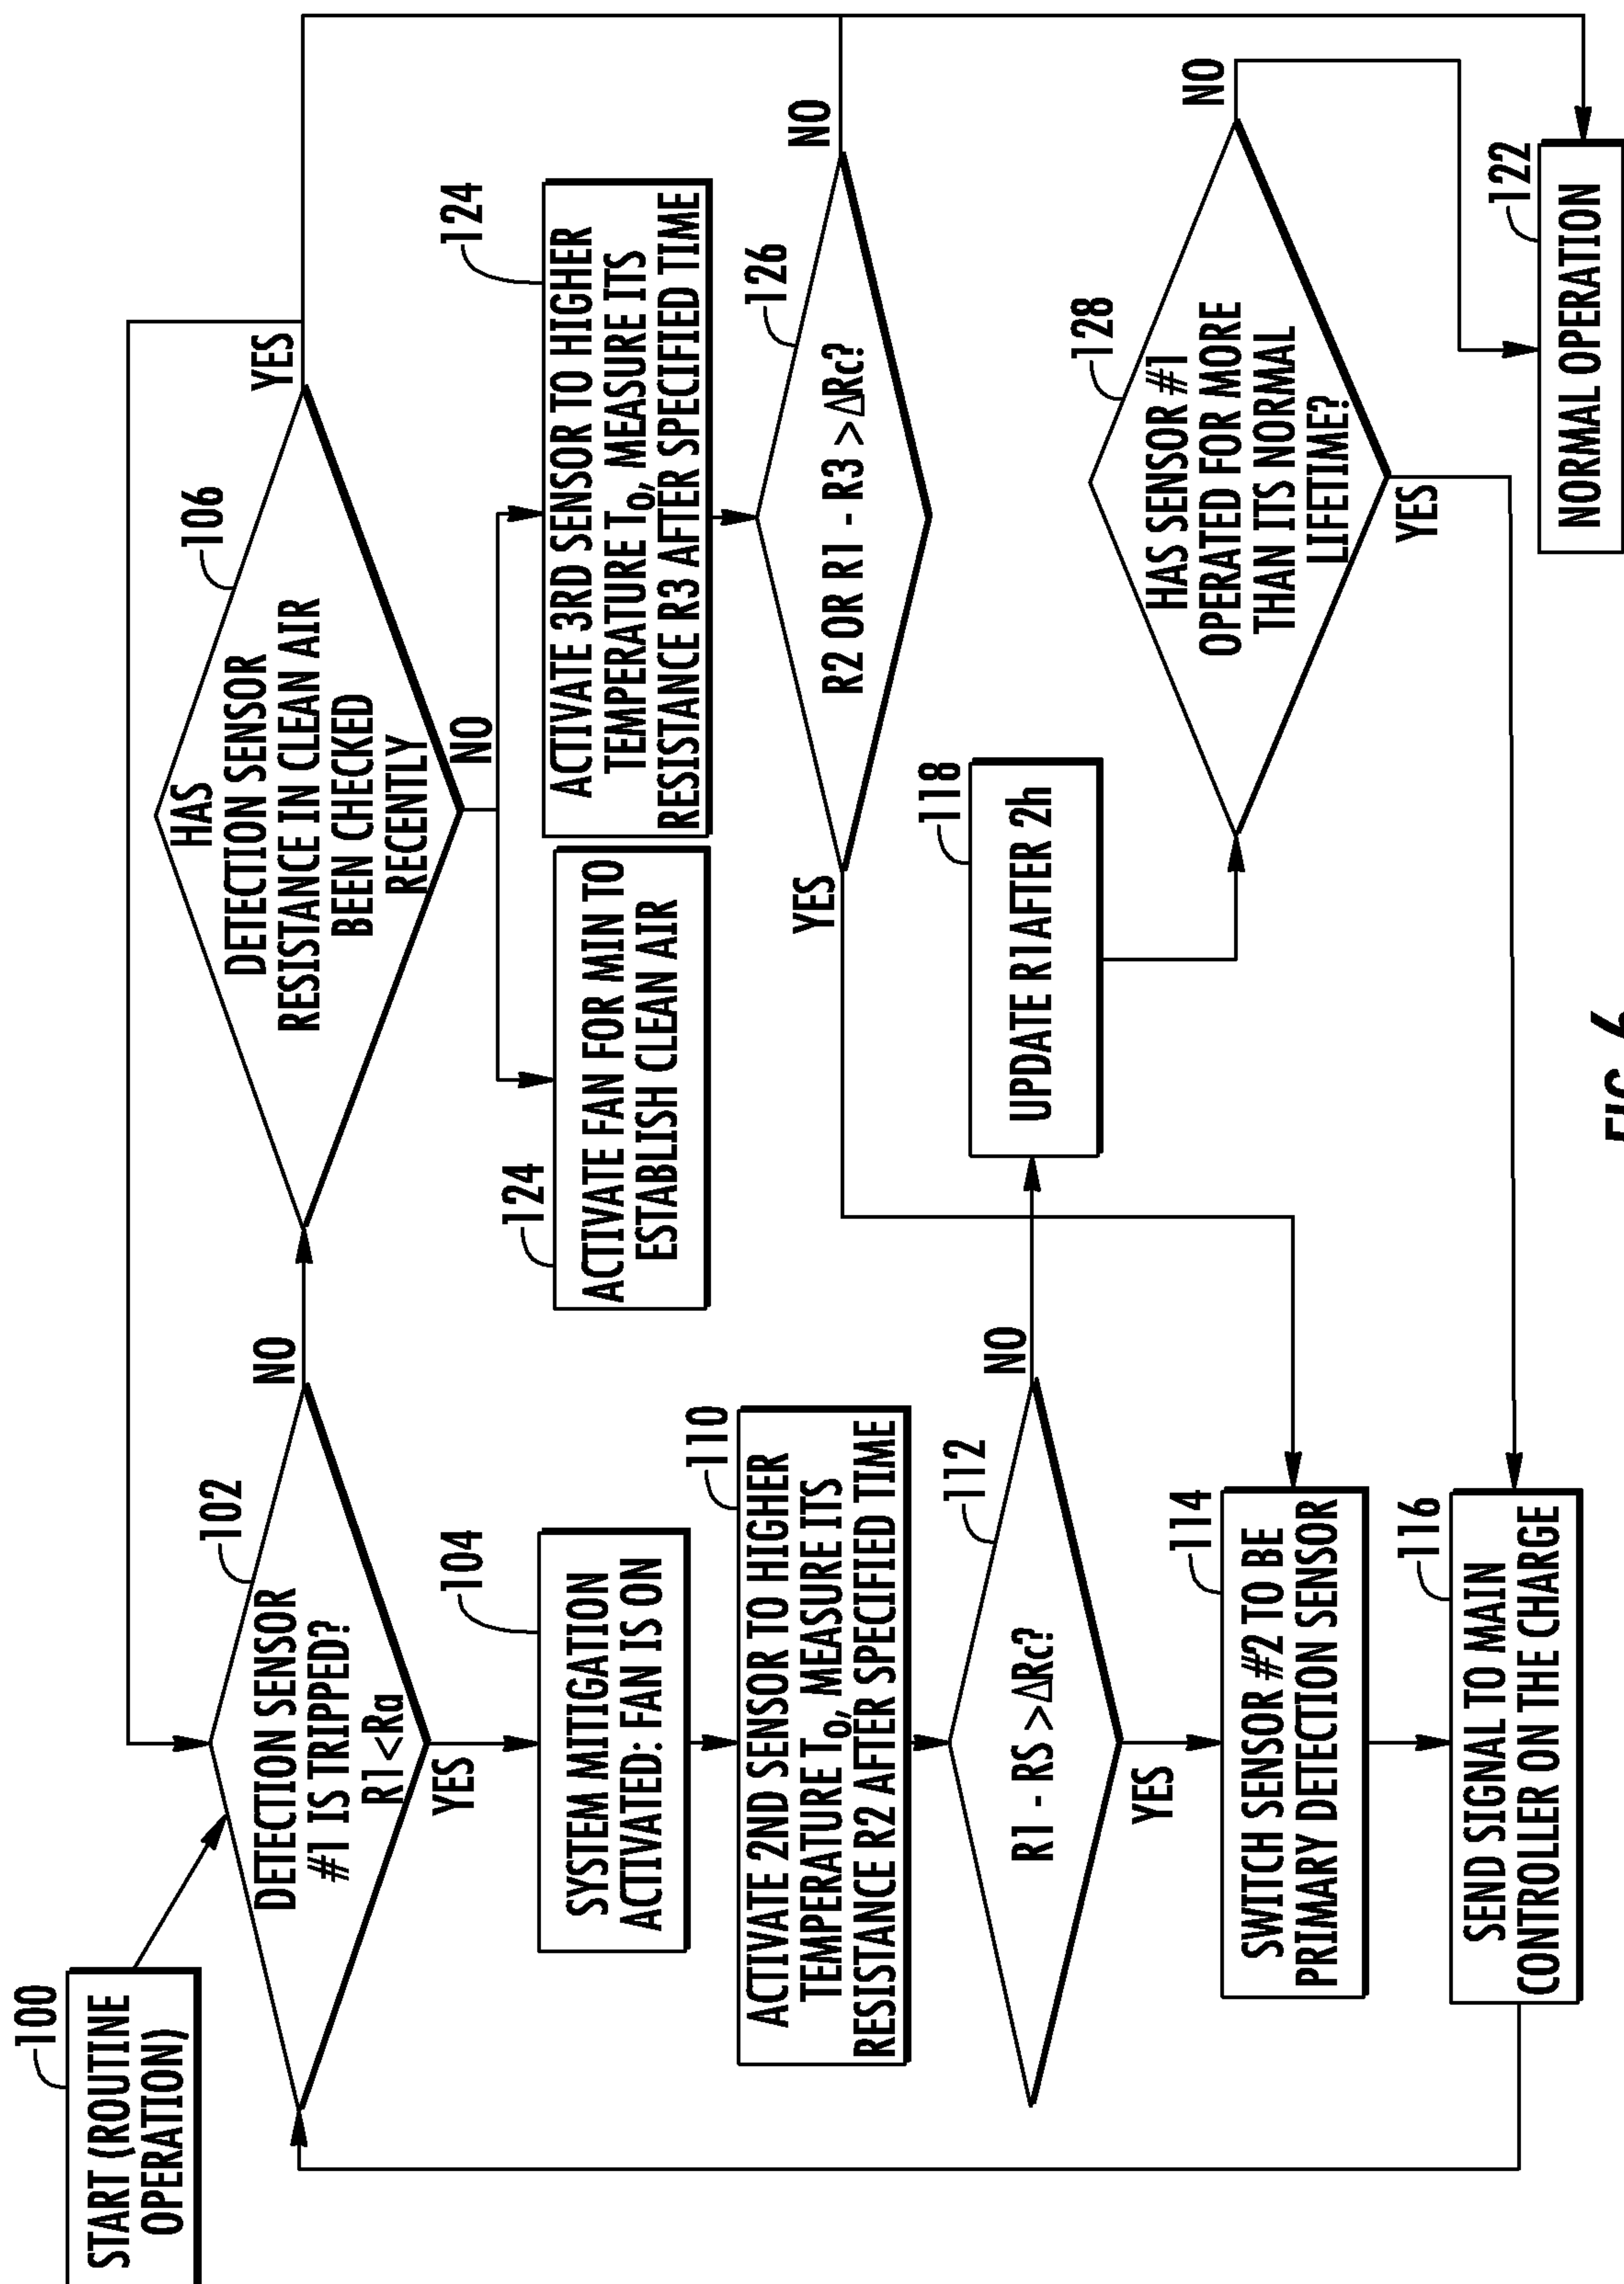 100
START (ROUTINE
OPERATION)
102
DETECTION SENSOR
#1 IS TRIPPED?
R1<Ra
NO
YES
106
HAS
DETECTION SENSOR
RESISTANCE IN CLEAN AIR
BEEN CHECKED
RECENTLY
YES
NO
104
SYSTEM MITIGATION
ACTIVATED: FAN IS ON
124
ACTIVATE FAN FOR MIN TO
ESTABLISH CLEAN AIR
124
ACTIVATE 3RD SENSOR TO HIGHER
TEMPERATURE To, MEASURE ITS
RESISTANCE R3 AFTER SPECIFIED TIME
110
ACTIVATE 2ND SENSOR TO HIGHER
TEMPERATURE To, MEASURE ITS
RESISTANCE R2 AFTER SPECIFIED TIME
126
R2 OR R1 - R3 >ΔRc?
NO
YES
112
R1 - RS >ΔRc?
NO
YES
118
UPDATE R1AFTER 2h
128
HAS SENSOR #1
OPERATED FOR MORE
THAN ITS NORMAL
LIFETIME?
NO
YES
114
SWITCH SENSOR #2 TO BE
PRIMARY DETECTION SENSOR
116
SEND SIGNAL TO MAIN
CONTROLLER ON THE CHARGE
122
NORMAL OPERATION
FIG. 6